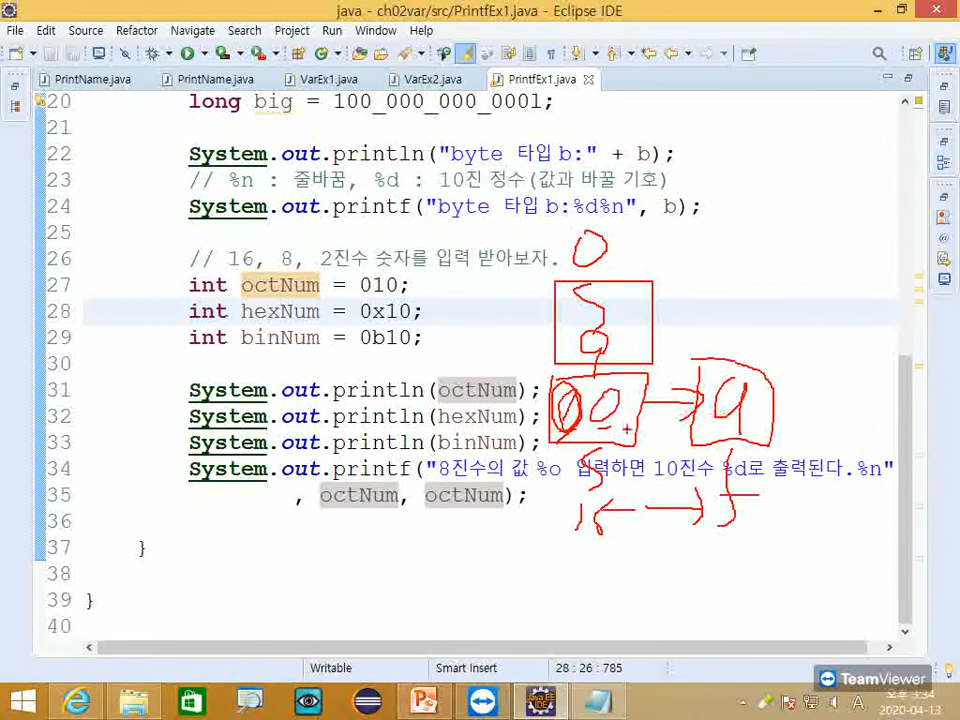 java - ch02var/src/PrintfEx1.java - Eclipse IDE
File Edit Source Refactor Navigate Search Project Run Window Help
PrintName.java PrintName.java VarEx1.java VarEx2.java PrintfEx1.java
20 long big = 100_000_000_000l;
21
22 System.out.println("byte 타입 b:" + b);
23 // %n : 줄바꿈, %d : 10진 정수(값과 바꿀 기호)
24 System.out.printf("byte 타입 b:%d%n", b);
25
26 // 16, 8, 2진수 숫자를 입력 받아보자.
27 int octNum = 010;
28 int hexNum = 0x10;
29 int binNum = 0b10;
30
31 System.out.println(octNum);
32 System.out.println(hexNum);
33 System.out.println(binNum);
34 System.out.printf("8진수의 값 %o 입력하면 10진수 %d로 출력된다.%n"
35 , octNum, octNum);
36
37 }
38
39 }
40
Writable Smart Insert 28 : 26 : 785
TeamViewer
A 오후 3:34
2020-04-13